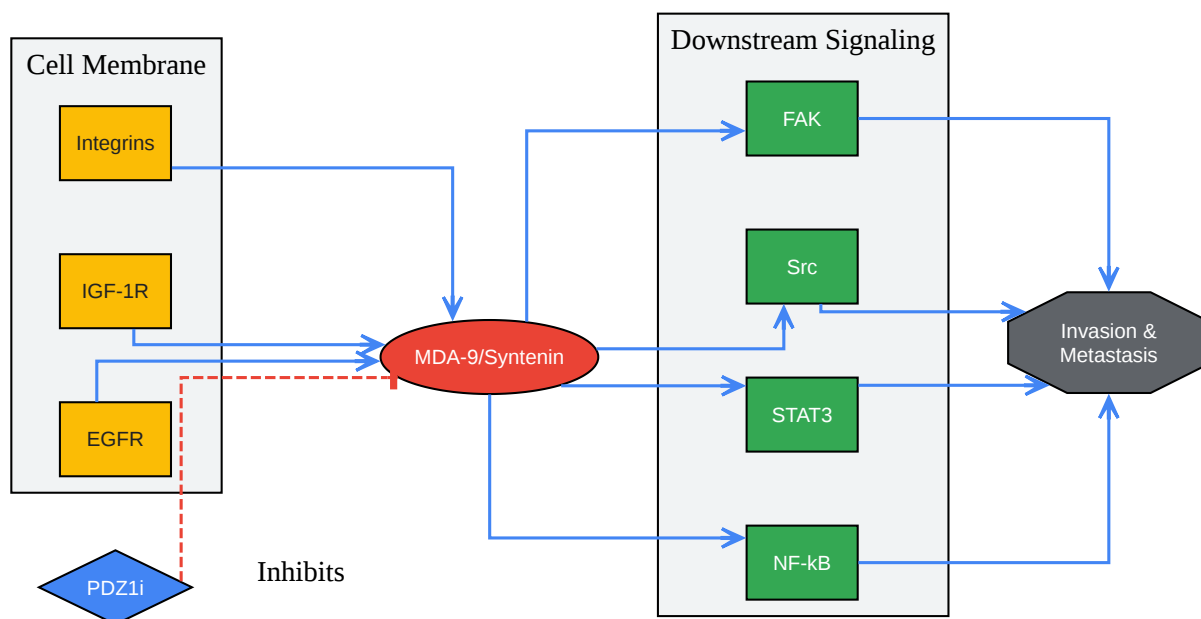 Cell Membrane
Integrins
IGF-1R
EGFR
PDZ1i
Inhibits
MDA-9/Syntenin
Downstream Signaling
FAK
Src
STAT3
NF-kB
Invasion &
Metastasis